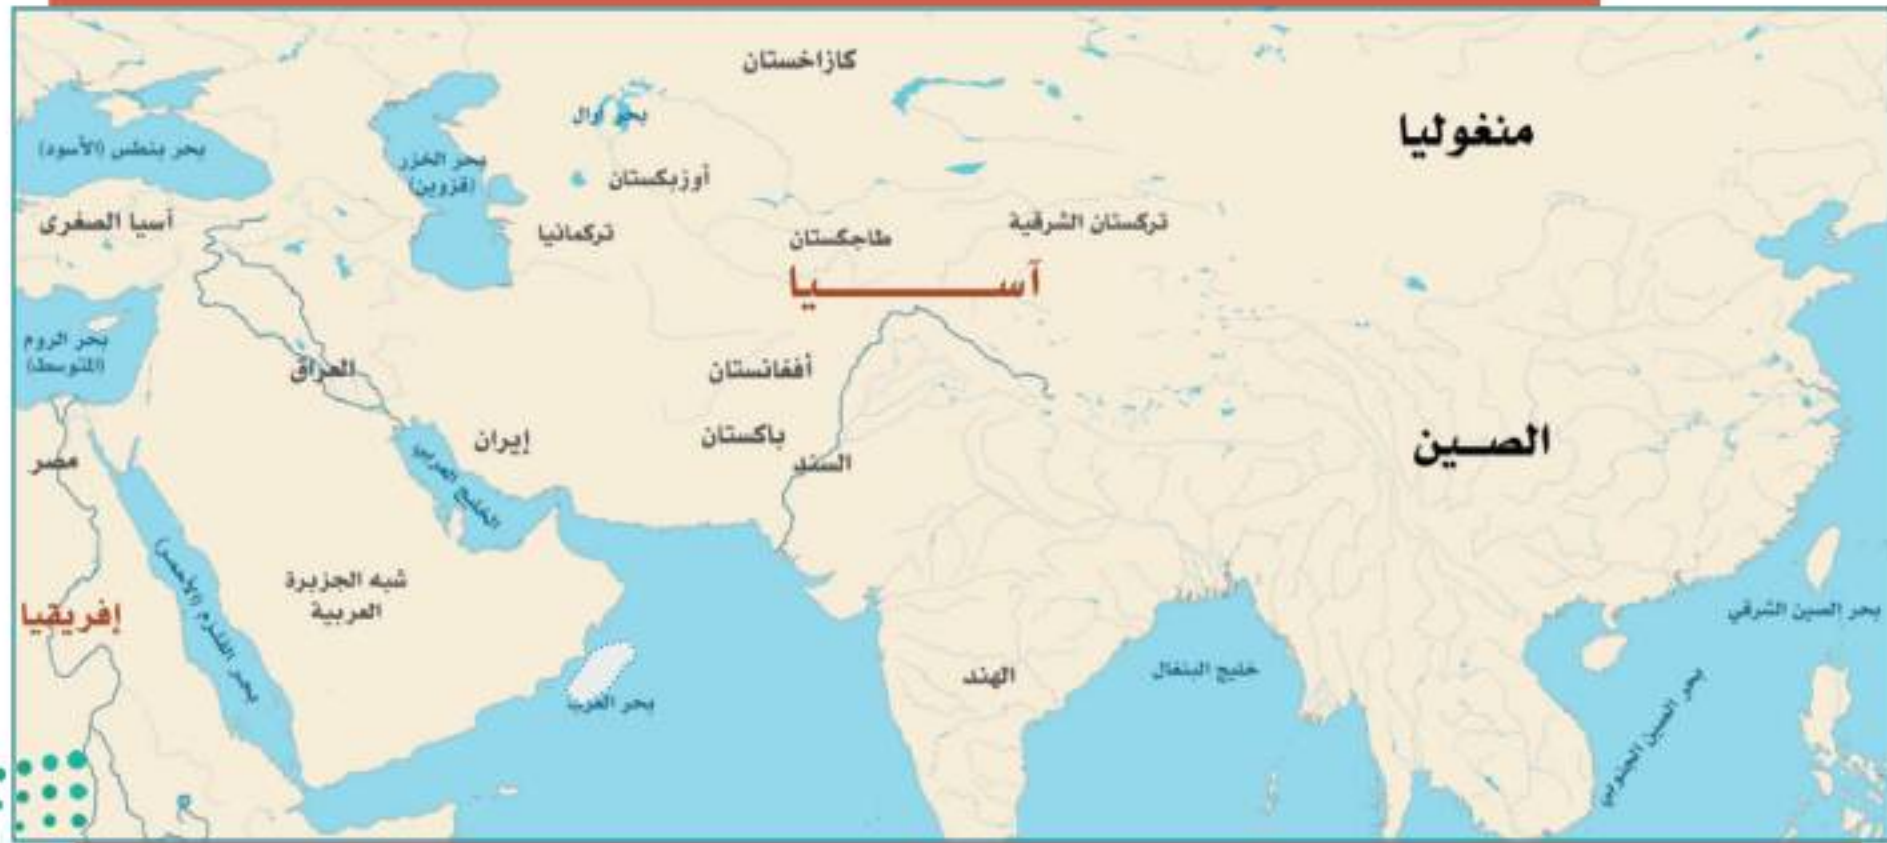 كازاخستان
منغوليا
بحر آرال
بحر بنطس (الأسود)
بحر الخزر
(قزوين)
أوزبكستان
آسيا الصغرى
تركمانيا
طاجكستان
تركستان الشرقية
آســــــــيا
بحر الروم
(المتوسط)
العراق
أفغانستان
باكستان
إيران
السند
الصــين
مصر
الخليج العربي
شبه الجزيرة
العربية
إفريقيا
بحر القلزم (الأحمر)
بحر العرب
الهند
خليج البنغال
بحر الصين الشرقي
بحر الصين الجنوبي